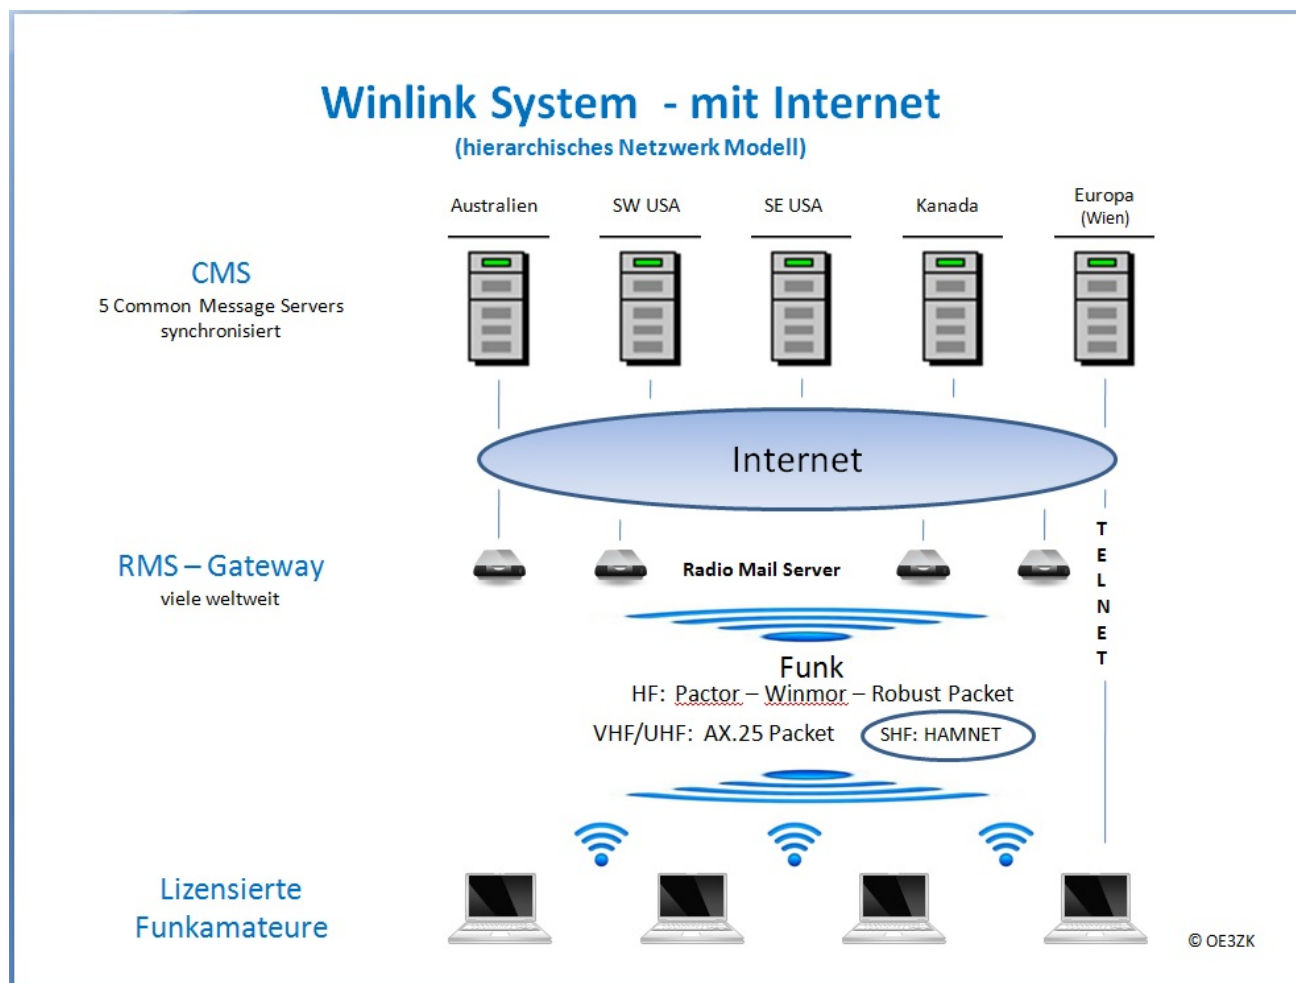 Winlink System - mit Internet
(hierarchisches Netzwerk Modell)
Australien
SW USA
SE USA
Kanada
Europa
(Wien)
CMS
5 Common Message Servers
synchronisiert
Internet
RMS – Gateway
viele weltweit
Radio Mail Server
TELNET
Funk
HF: Pactor – Winmor – Robust Packet
VHF/UHF: AX.25 Packet
SHF: HAMNET
Lizensierte
Funkamateure
© OE3ZK